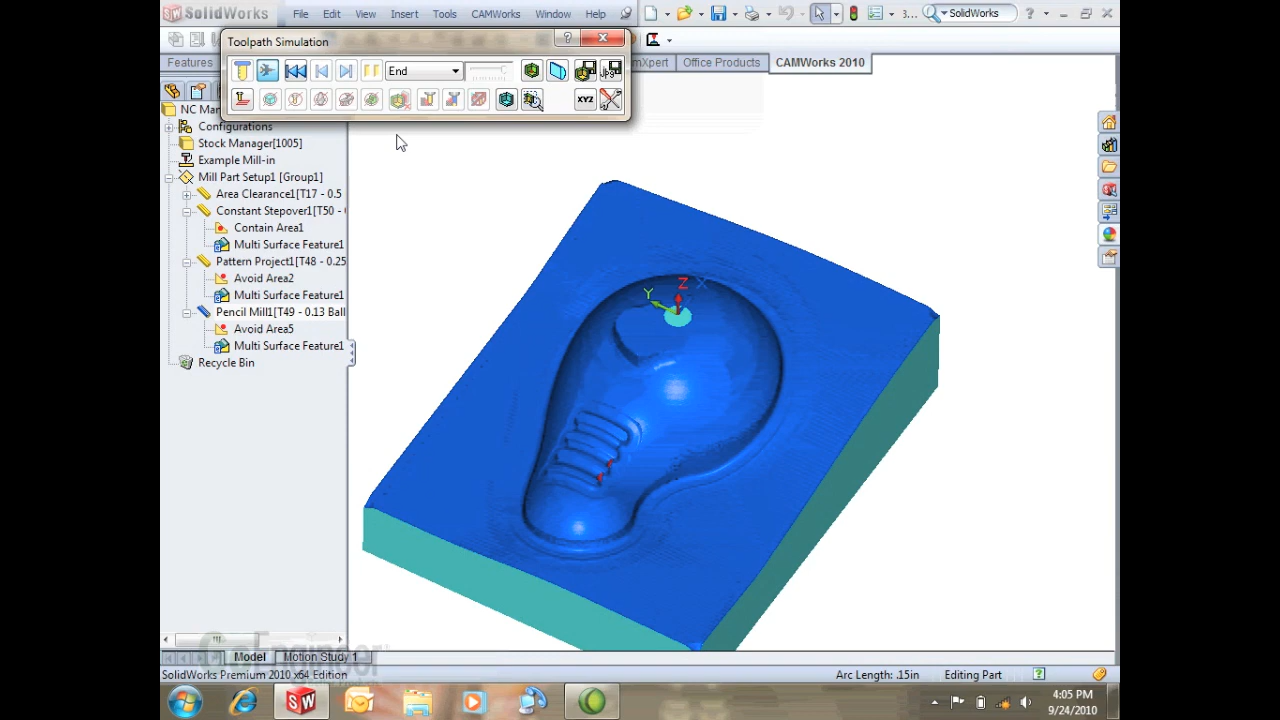 SolidWorks File Edit View Insert Tools CAMWorks Window Help 3... SolidWorks
Toolpath Simulation
Features mXpert Office Products CAMWorks 2010
End
XYZ
NC Man
Configurations
Stock Manager[1005]
Example Mill-in
Mill Part Setup1 [Group1]
Area Clearance1[T17 - 0.5
Constant Stepover1[T50 -
Contain Area1
Multi Surface Feature1
Pattern Project1[T48 - 0.25
Avoid Area2
Multi Surface Feature1
Pencil Mill1[T49 - 0.13 Ball
Avoid Area5
Multi Surface Feature1
Recycle Bin
Z
X
Y
Model Motion Study 1
SolidWorks Premium 2010 x64 Edition Arc Length: .15in Editing Part
4:05 PM
9/24/2010